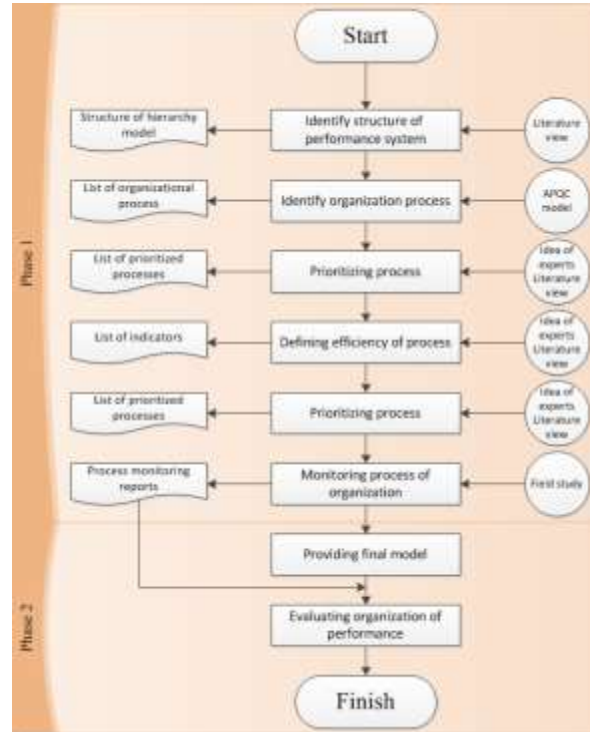 Start
Structure of hierarchy
model
Identify structure of
performance system
Literature
view
List of organizational
process
Identify organization process
APQC
model
List of prioritized
processes
Prioritizing process
Idea of
experts
Literature
view
List of indicators
Defining efficiency of process
Idea of
experts
Literature
view
List of prioritized
processes
Prioritizing process
Idea of
experts
Literature
view
Process monitoring
reports
Monitoring process of
organization
Field study
Phase 1
Providing final model
Evaluating organization of
performance
Phase 2
Finish